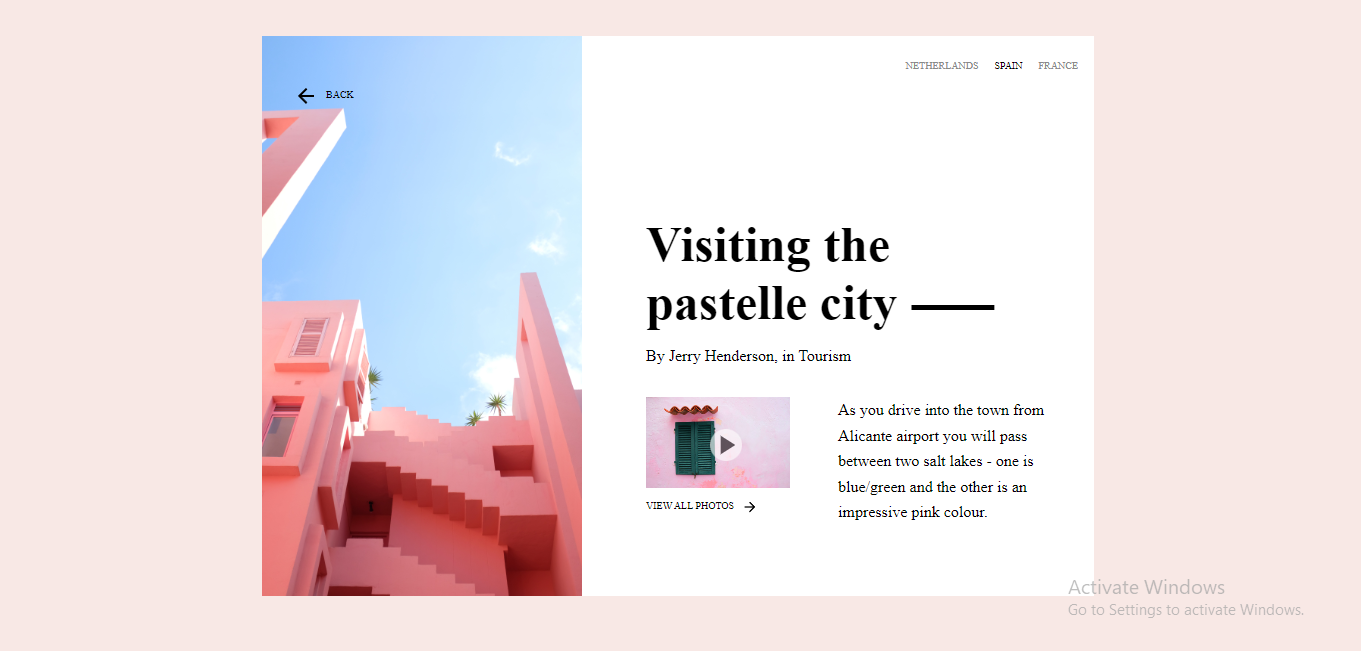 NETHERLANDS SPAIN FRANCE
BACK
Visiting the
pastelle city
By Jerry Henderson, in Tourism
As you drive into the town from
Alicante airport you will pass
between two salt lakes - one is
blue/green and the other is an
impressive pink colour.
VIEW ALL PHOTOS
Activate Windows
Go to Settings to activate Windows.